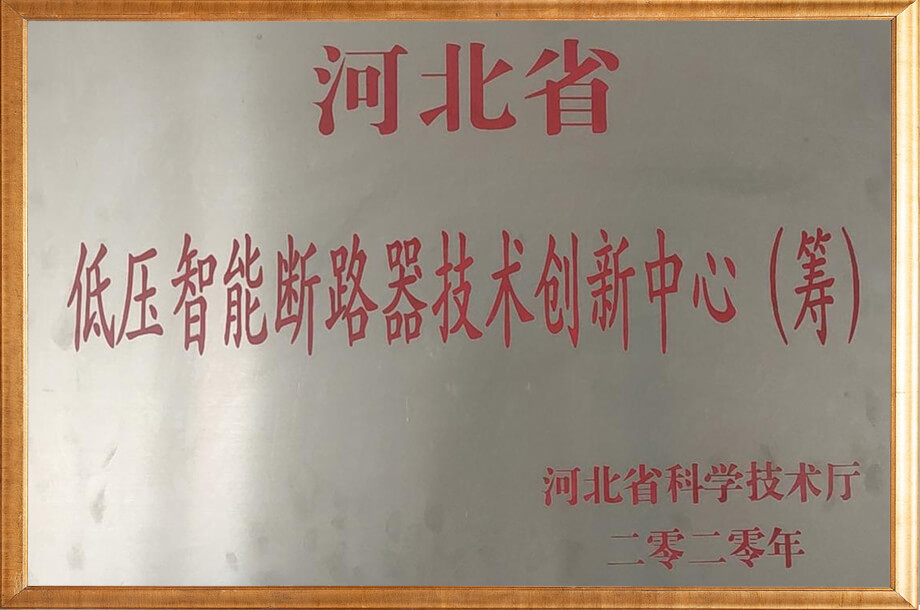 河北省
低压智能断路器技术创新中心（筹）
河北省科学技术厅
二零二零年